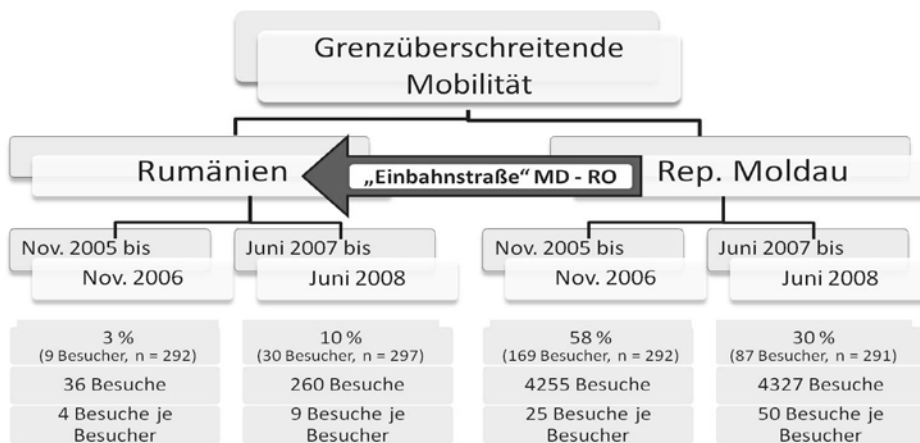 Grenzüberschreitende
Mobilität
Rumänien
„Einbahnstraße“ MD - RO
Rep. Moldau
Nov. 2005 bis
Nov. 2006
Juni 2007 bis
Juni 2008
Nov. 2005 bis
Nov. 2006
Juni 2007 bis
Juni 2008
3 %
(9 Besucher, n = 292)
36 Besuche
4 Besuche je
Besucher
10 %
(30 Besucher, n = 297)
260 Besuche
9 Besuche je
Besucher
58 %
(169 Besucher, n = 292)
4255 Besuche
25 Besuche je
Besucher
30 %
(87 Besucher, n = 291)
4327 Besuche
50 Besuche je
Besucher